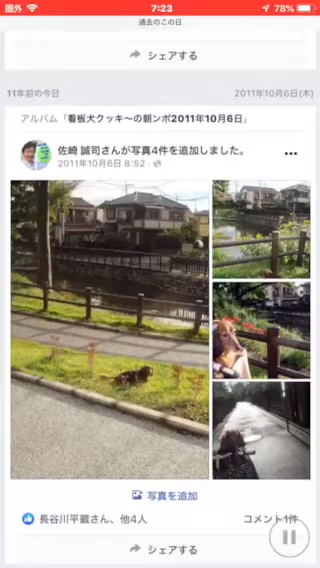 圏外 7:23 78%
過去のこの日
シェアする
11年前の今日 2011年10月6日(木)
アルバム「看板犬クッキ〜の朝ンポ2011年10月6日」
佐崎 誠司さんが写真4件を追加しました。
2011年10月6日 8:52
写真を追加
長谷川平蔵さん、他4人 コメント1件
シェアする